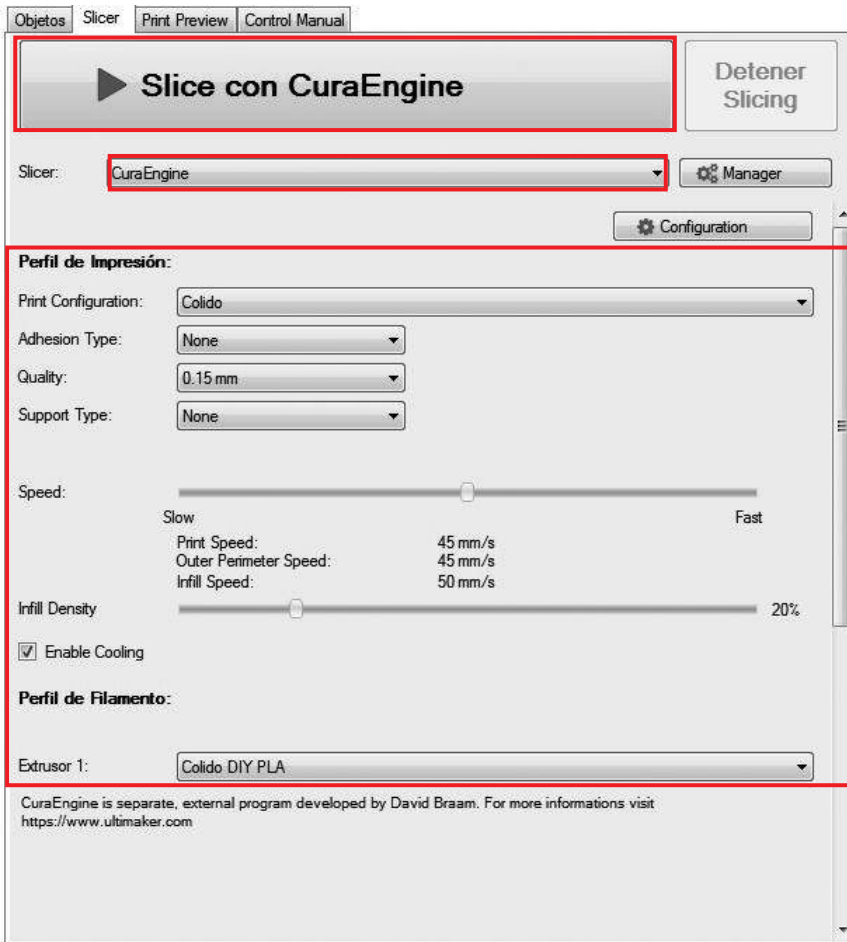 Objetos Slicer Print Preview Control Manual
Slice con CuraEngine
Detener
Slicing
Slicer: CuraEngine Manager
Configuration
Perfil de Impresión:
Print Configuration: Colido
Adhesion Type: None
Quality: 0.15 mm
Support Type: None
Speed:
Slow Fast
Print Speed: 45 mm/s
Outer Perimeter Speed: 45 mm/s
Infill Speed: 50 mm/s
Infill Density 20%
Enable Cooling
Perfil de Filamento:
Extrusor 1: Colido DIY PLA
CuraEngine is separate, external program developed by David Braam. For more informations visit
https://www.ultimaker.com